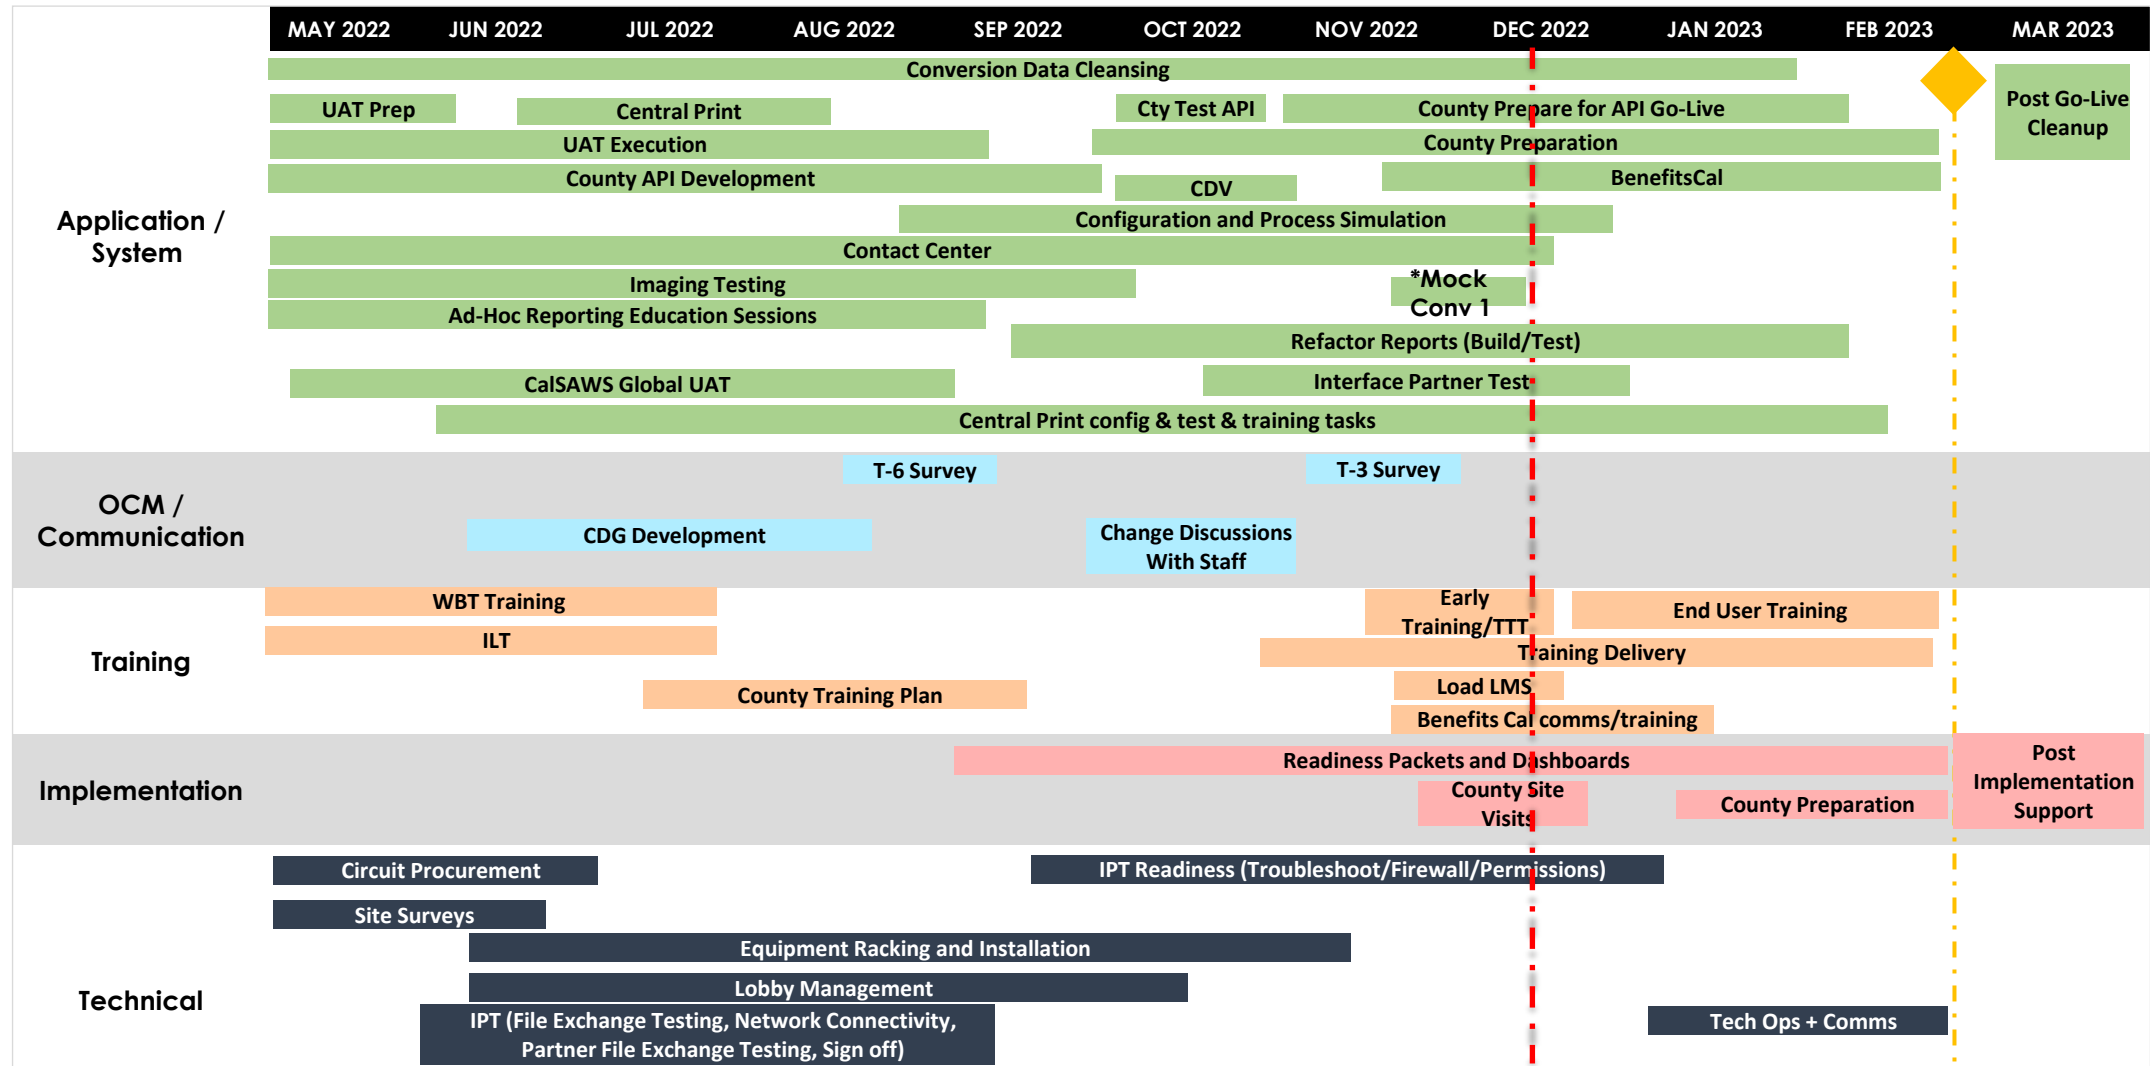 MAY 2022 JUN 2022 JUL 2022 AUG 2022 SEP 2022 OCT 2022 NOV 2022 DEC 2022 JAN 2023 FEB 2023 MAR 2023
Application /
System
Conversion Data Cleansing
UAT Prep
Central Print
Cty Test API
County Prepare for API Go-Live
Post Go-Live
Cleanup
UAT Execution
County Preparation
County API Development
CDV
BenefitsCal
Configuration and Process Simulation
Contact Center
Imaging Testing
*Mock
Conv 1
Ad-Hoc Reporting Education Sessions
Refactor Reports (Build/Test)
CalSAWS Global UAT
Interface Partner Test
Central Print config & test & training tasks
OCM /
Communication
T-6 Survey
T-3 Survey
CDG Development
Change Discussions
With Staff
Training
WBT Training
Early
Training/TTT
End User Training
ILT
Training Delivery
County Training Plan
Load LMS
Benefits Cal comms/training
Implementation
Readiness Packets and Dashboards
County Site
Visits
County Preparation
Post
Implementation
Support
Technical
Circuit Procurement
IPT Readiness (Troubleshoot/Firewall/Permissions)
Site Surveys
Equipment Racking and Installation
Lobby Management
IPT (File Exchange Testing, Network Connectivity,
Partner File Exchange Testing, Sign off)
Tech Ops + Comms